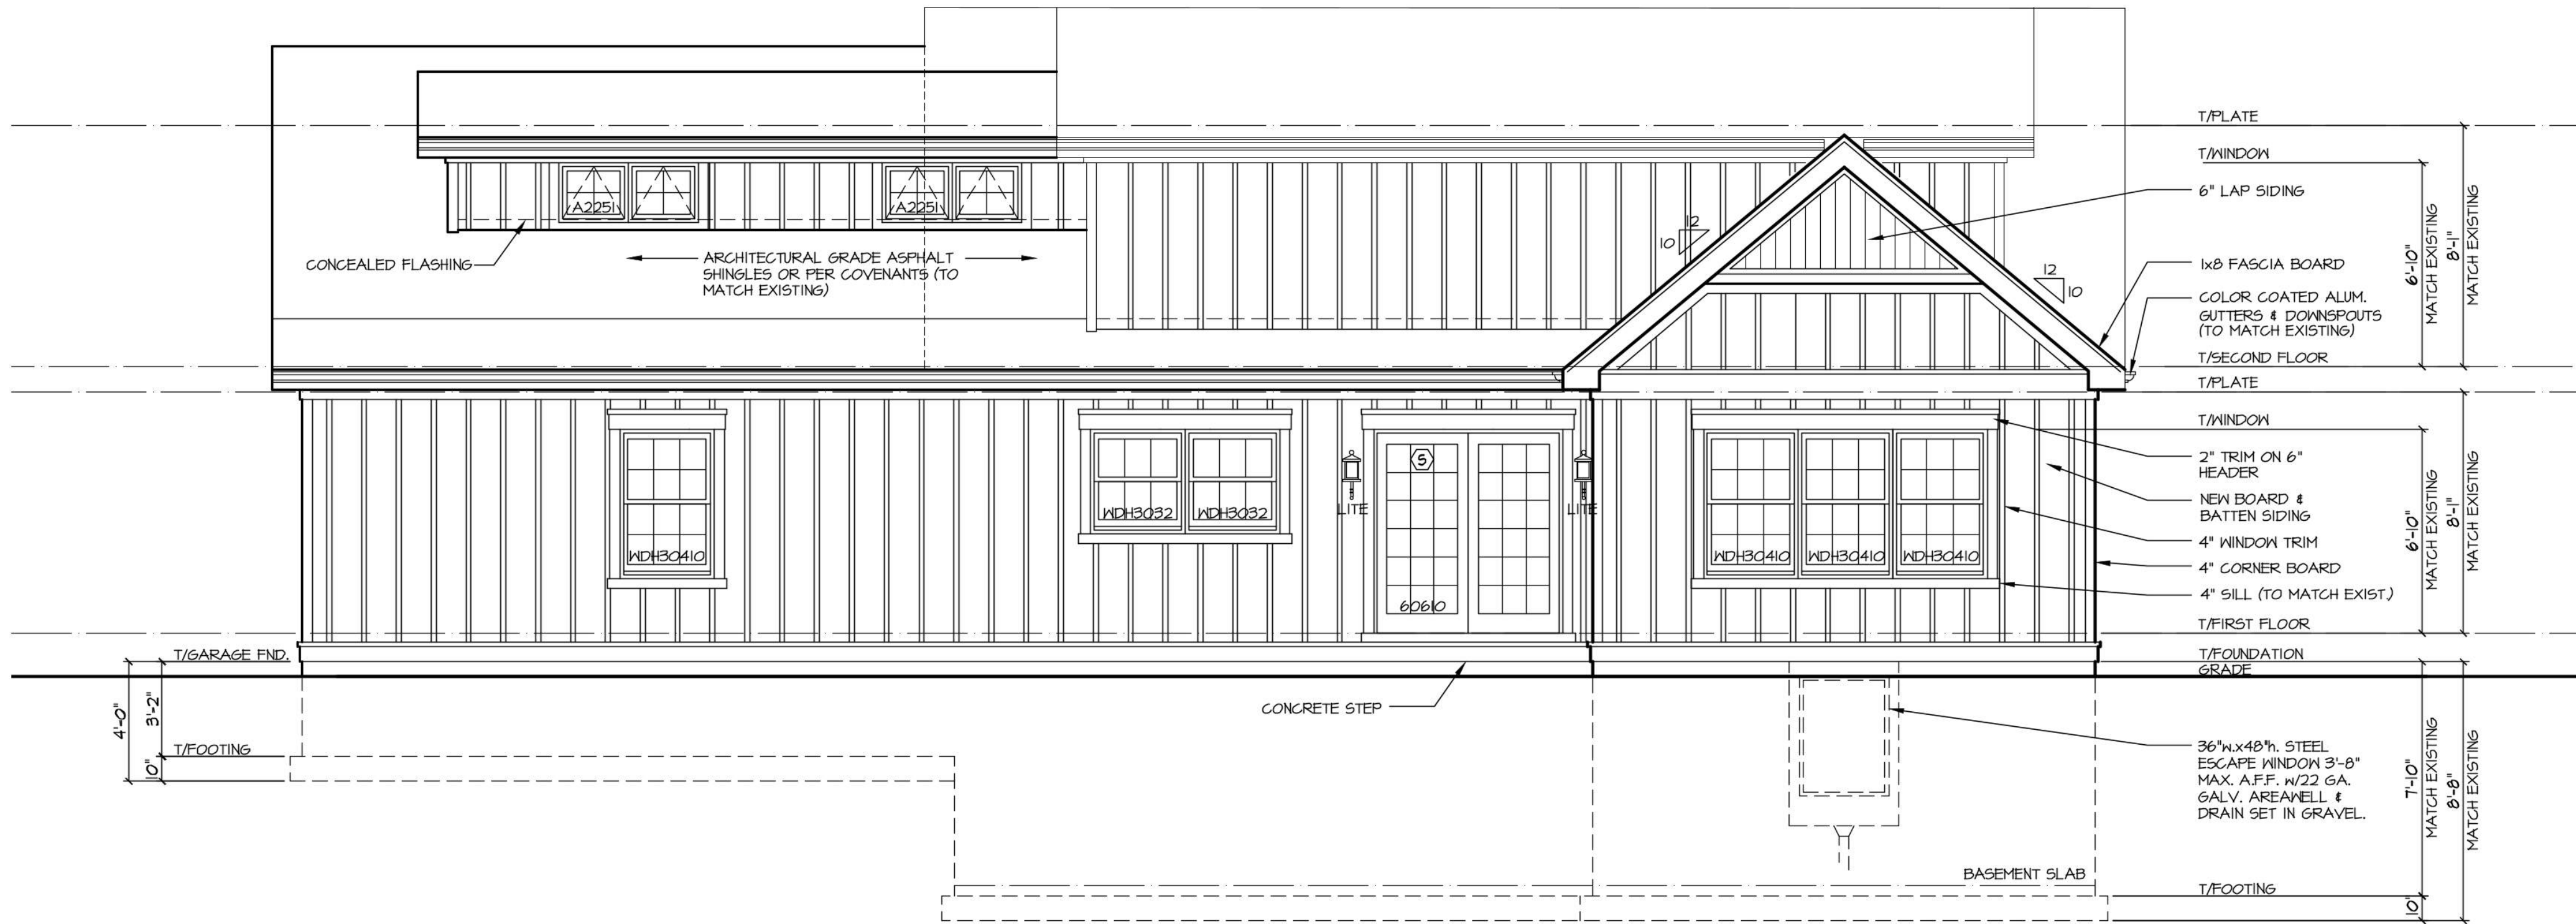 T/PLATE
T/WINDOW
6" LAP SIDING
A2251
A2251
12
10
CONCEALED FLASHING
ARCHITECTURAL GRADE ASPHALT
SHINGLES OR PER COVENANTS (TO
MATCH EXISTING)
12
10
1x8 FASCIA BOARD
COLOR COATED ALUM.
GUTTERS & DOWNSPOUTS
(TO MATCH EXISTING)
6'-10"
MATCH EXISTING
8'-1"
MATCH EXISTING
T/SECOND FLOOR
T/PLATE
T/WINDOW
2" TRIM ON 6"
HEADER
NEW BOARD &
BATTEN SIDING
4" WINDOW TRIM
4" CORNER BOARD
4" SILL (TO MATCH EXIST.)
6'-10"
MATCH EXISTING
8'-1"
MATCH EXISTING
5
LITE
LITE
WDH3032
WDH3032
WDH30410
WDH30410
WDH30410
WDH30410
60610
T/FIRST FLOOR
T/GARAGE FND.
T/FOUNDATION
GRADE
4'-0"
3'-2"
10"
T/FOOTING
CONCRETE STEP
36"w.x48"h. STEEL
ESCAPE WINDOW 3'-8"
MAX. A.F.F. w/22 GA.
GALV. AREAWELL &
DRAIN SET IN GRAVEL.
7'-10"
MATCH EXISTING
8'-8"
MATCH EXISTING
BASEMENT SLAB
T/FOOTING
10"